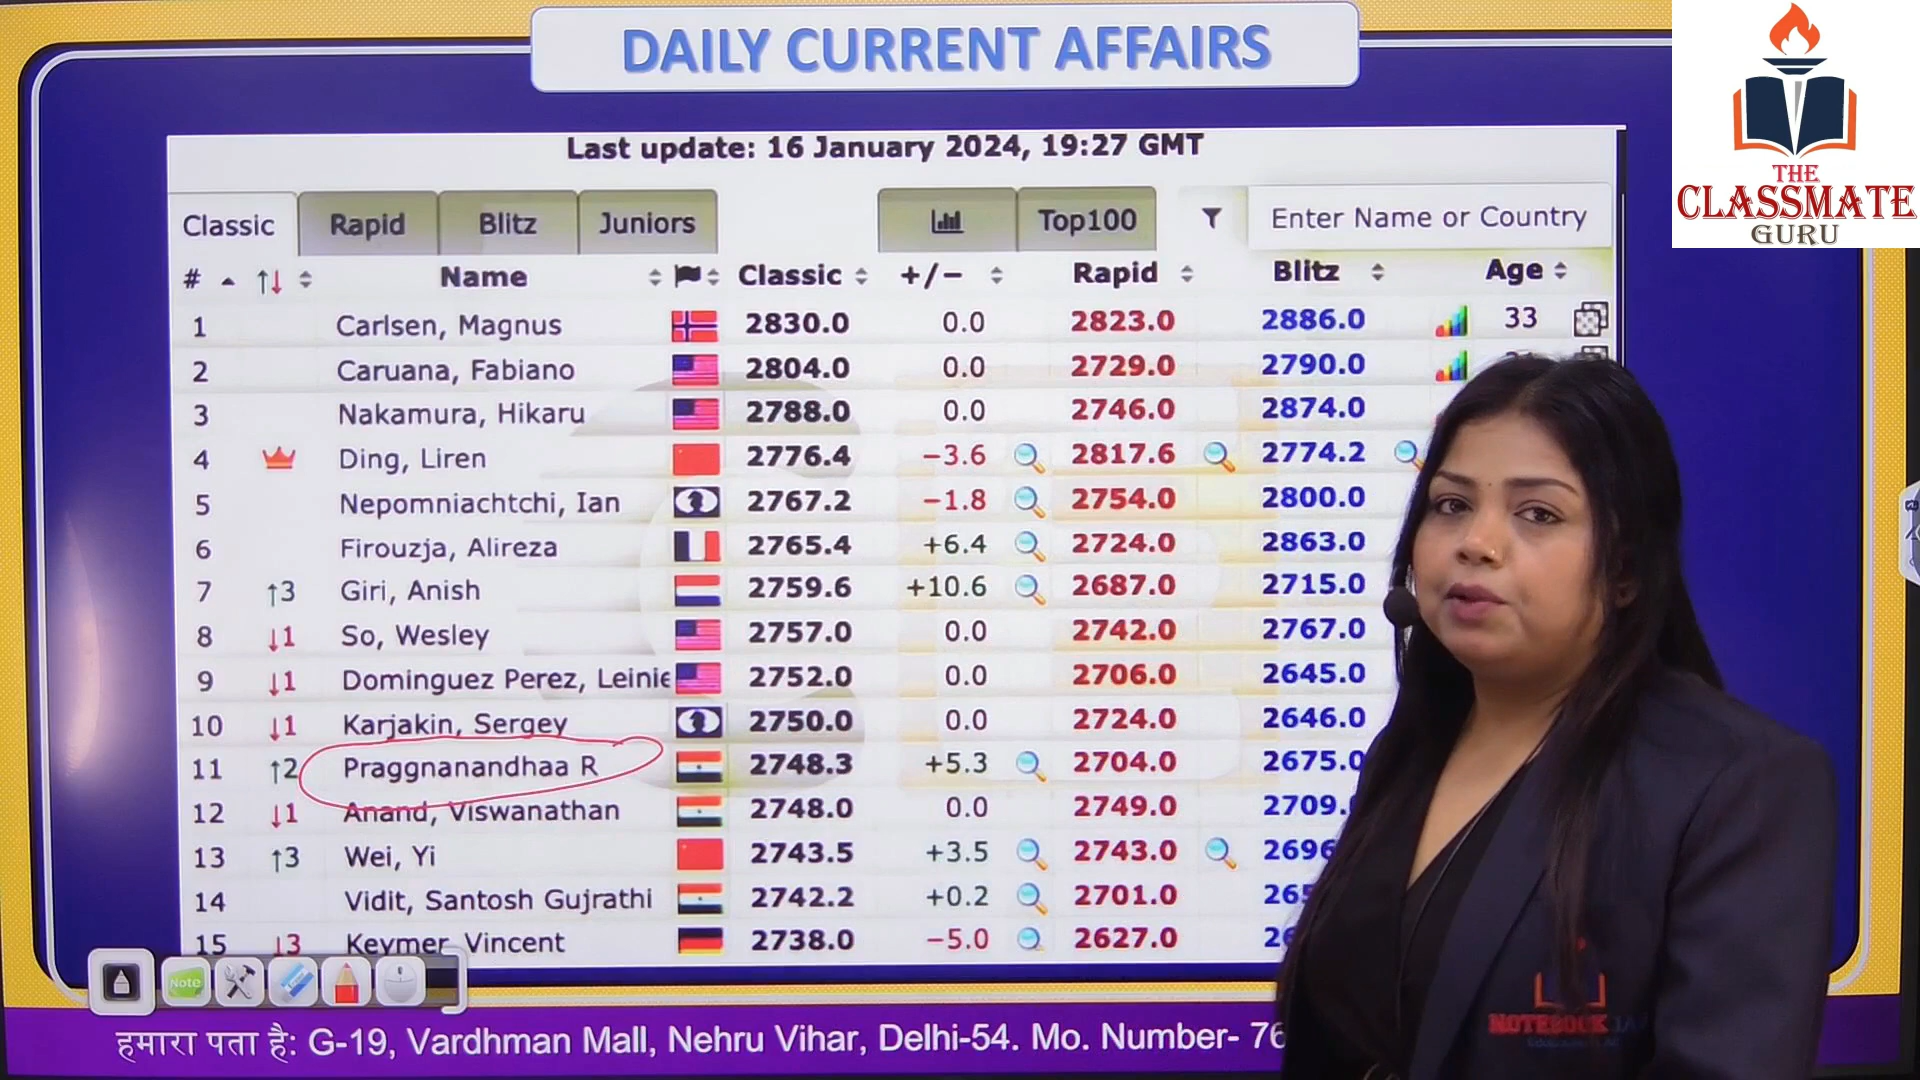 DAILY CURRENT AFFAIRS
THE
CLASSMATE
GURU
Last update: 16 January 2024, 19:27 GMT
Classic Rapid Blitz Juniors Top100 Enter Name or Country
# ↑↓ Name Classic +/− Rapid Blitz Age
1 Carlsen, Magnus 2830.0 0.0 2823.0 2886.0 33
2 Caruana, Fabiano 2804.0 0.0 2729.0 2790.0
3 Nakamura, Hikaru 2788.0 0.0 2746.0 2874.0
4 Ding, Liren 2776.4 −3.6 2817.6 2774.2
5 Nepomniachtchi, Ian 2767.2 −1.8 2754.0 2800.0
6 Firouzja, Alireza 2765.4 +6.4 2724.0 2863.0
7 ↑3 Giri, Anish 2759.6 +10.6 2687.0 2715.0
8 ↓1 So, Wesley 2757.0 0.0 2742.0 2767.0
9 ↓1 Dominguez Perez, Leinie 2752.0 0.0 2706.0 2645.0
10 ↓1 Karjakin, Sergey 2750.0 0.0 2724.0 2646.0
11 ↑2 Praggnanandhaa R 2748.3 +5.3 2704.0 2675.0
12 ↓1 Anand, Viswanathan 2748.0 0.0 2749.0 2709.
13 ↑3 Wei, Yi 2743.5 +3.5 2743.0 2696
14 Vidit, Santosh Gujrathi 2742.2 +0.2 2701.0 265
15 ↓3 Keymer, Vincent 2738.0 −5.0 2627.0 26
Note
हमारा पता है: G-19, Vardhman Mall, Nehru Vihar, Delhi-54. Mo. Number- 76
NOTEBOOK